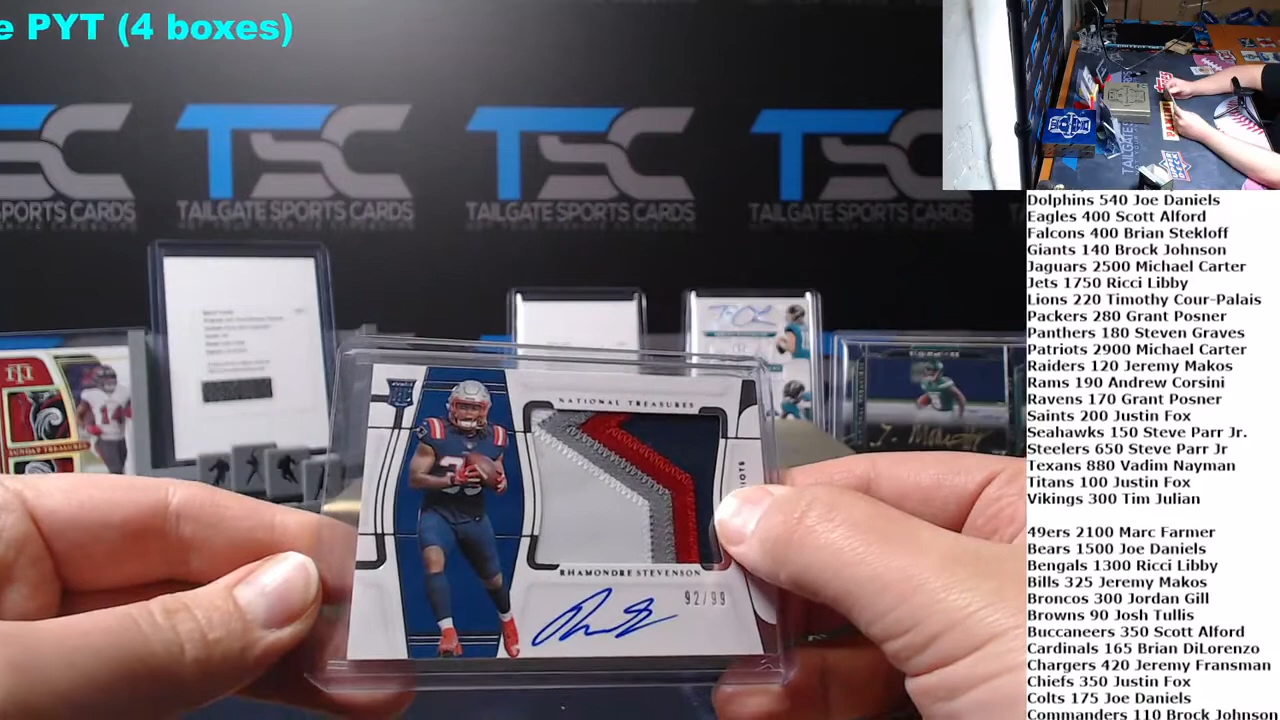 e PYT (4 boxes)
TSC TSC TSC TSC
TAILGATE SPORTS CARDS TAILGATE SPORTS CARDS TAILGATE SPORTS CARDS
NATIONAL TREASURES
RHAMONDRE STEVENSON
92/99
Dolphins 540 Joe Daniels
Eagles 400 Scott Alford
Falcons 400 Brian Stekloff
Giants 140 Brock Johnson
Jaguars 2500 Michael Carter
Jets 1750 Ricci Libby
Lions 220 Timothy Cour-Palais
Packers 280 Grant Posner
Panthers 180 Steven Graves
Patriots 2900 Michael Carter
Raiders 120 Jeremy Makos
Rams 190 Andrew Corsini
Ravens 170 Grant Posner
Saints 200 Justin Fox
Seahawks 150 Steve Parr Jr.
Steelers 650 Steve Parr Jr
Texans 880 Vadim Nayman
Titans 100 Justin Fox
Vikings 300 Tim Julian
49ers 2100 Marc Farmer
Bears 1500 Joe Daniels
Bengals 1300 Ricci Libby
Bills 325 Jeremy Makos
Broncos 300 Jordan Gill
Browns 90 Josh Tullis
Buccaneers 350 Scott Alford
Cardinals 165 Brian DiLorenzo
Chargers 420 Jeremy Fransman
Chiefs 350 Justin Fox
Colts 175 Joe Daniels
Commanders 110 Brock Johnson